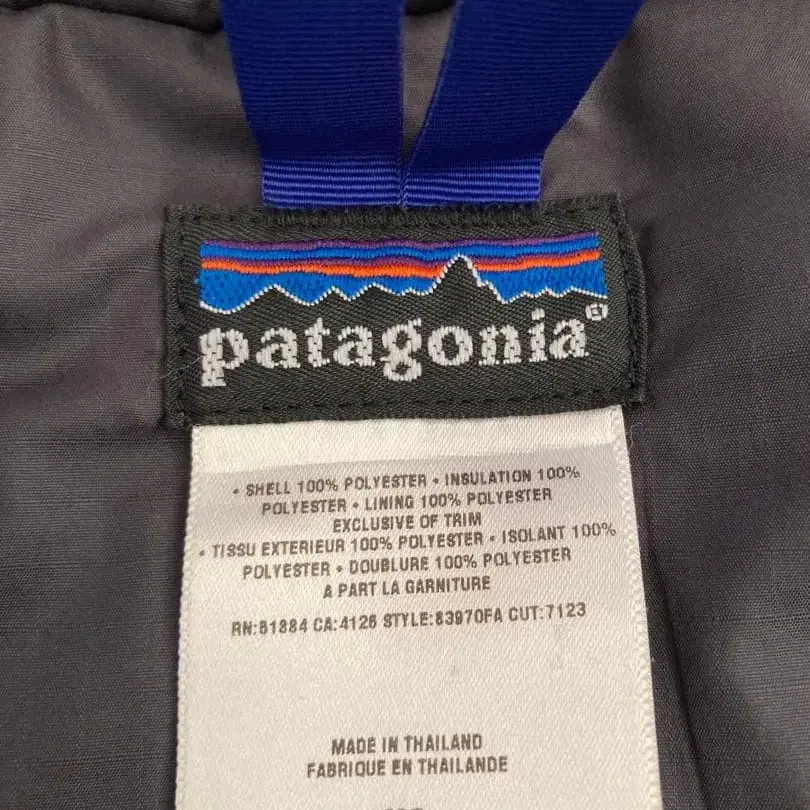 patagonia®
• SHELL 100% POLYESTER • INSULATION 100%
POLYESTER • LINING 100% POLYESTER
EXCLUSIVE OF TRIM
• TISSU EXTERIEUR 100% POLYESTER • ISOLANT 100%
POLYESTER • DOUBLURE 100% POLYESTER
A PART LA GARNITURE
RN:51884 CA:4126 STYLE:83970FA CUT:7123
MADE IN THAILAND
FABRIQUE EN THAILANDE